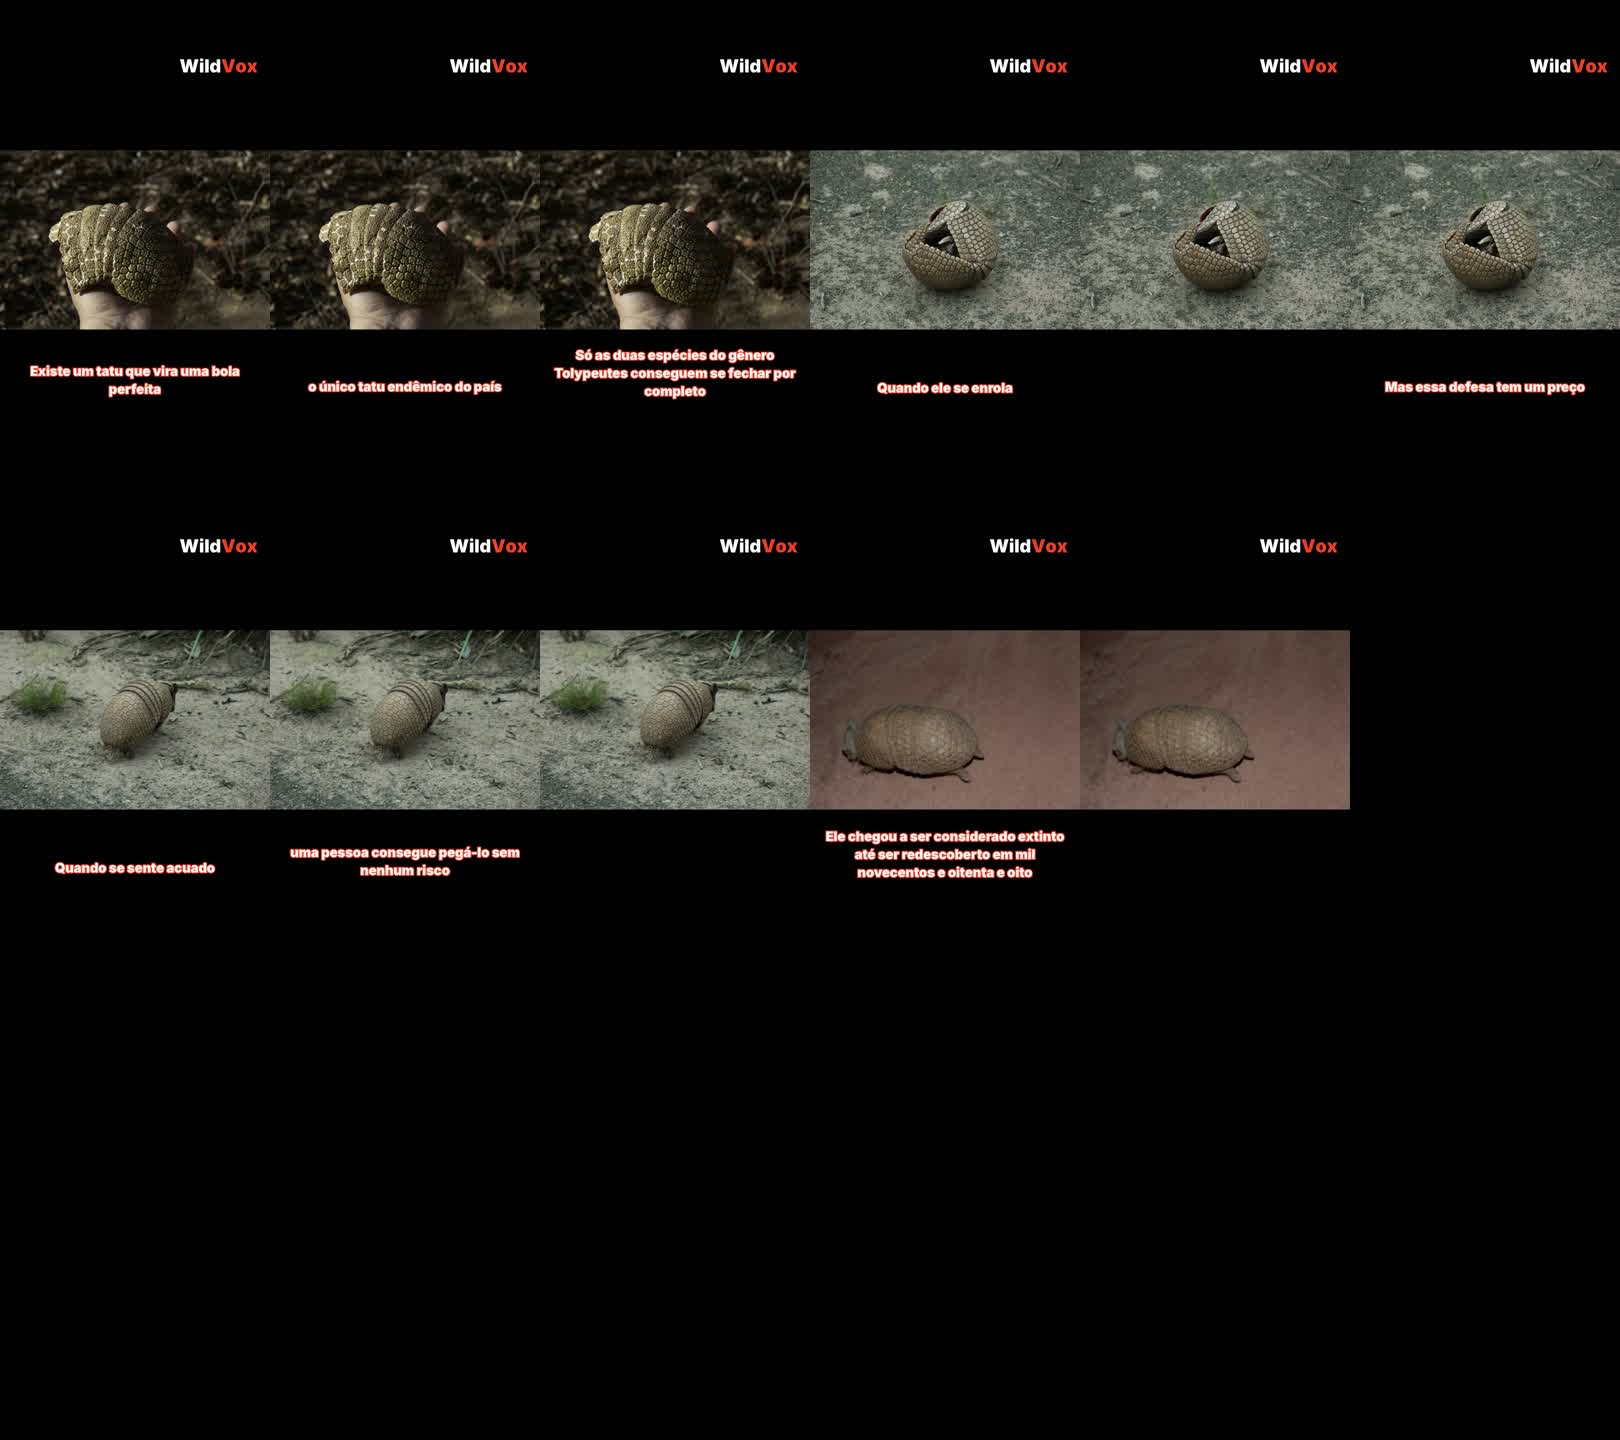 WildVox
WildVox
WildVox
WildVox
WildVox
WildVox
Existe um tatu que vira uma bola
perfeita
o único tatu endêmico do país
Só as duas espécies do gênero
Tolypeutes conseguem se fechar por
completo
Quando ele se enrola
Mas essa defesa tem um preço
WildVox
WildVox
WildVox
WildVox
WildVox
Quando se sente acuado
uma pessoa consegue pegá-lo sem
nenhum risco
Ele chegou a ser considerado extinto
até ser redescoberto em mil
novecentos e oitenta e oito